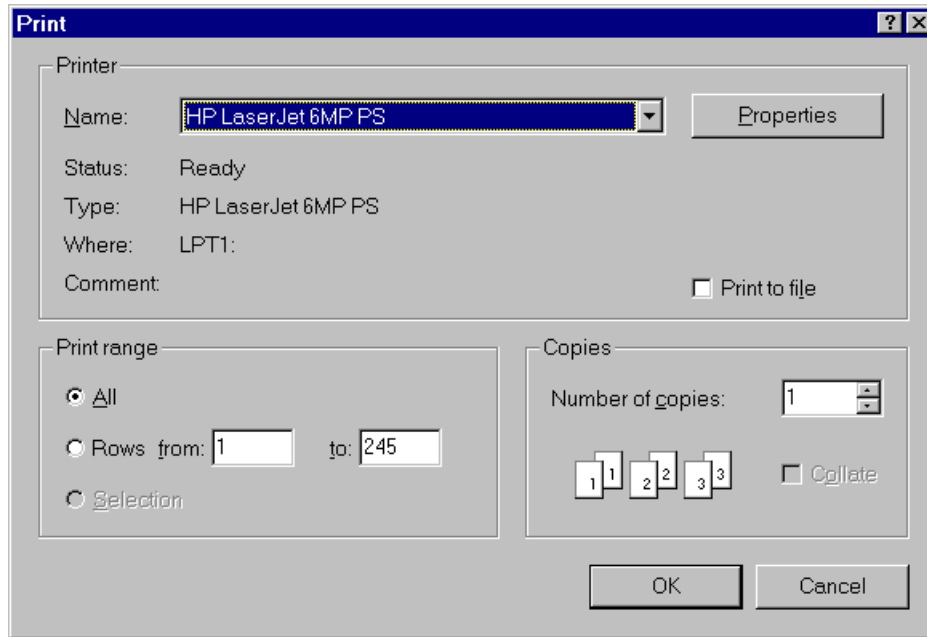 Print
Printer
Name: HP LaserJet 6MP PS Properties
Status: Ready
Type: HP LaserJet 6MP PS
Where: LPT1:
Comment:
Print to file
Print range
All
Rows from: 1 to: 245
Selection
Copies
Number of copies: 1
1 1 2 2 3 3
Collate
OK Cancel